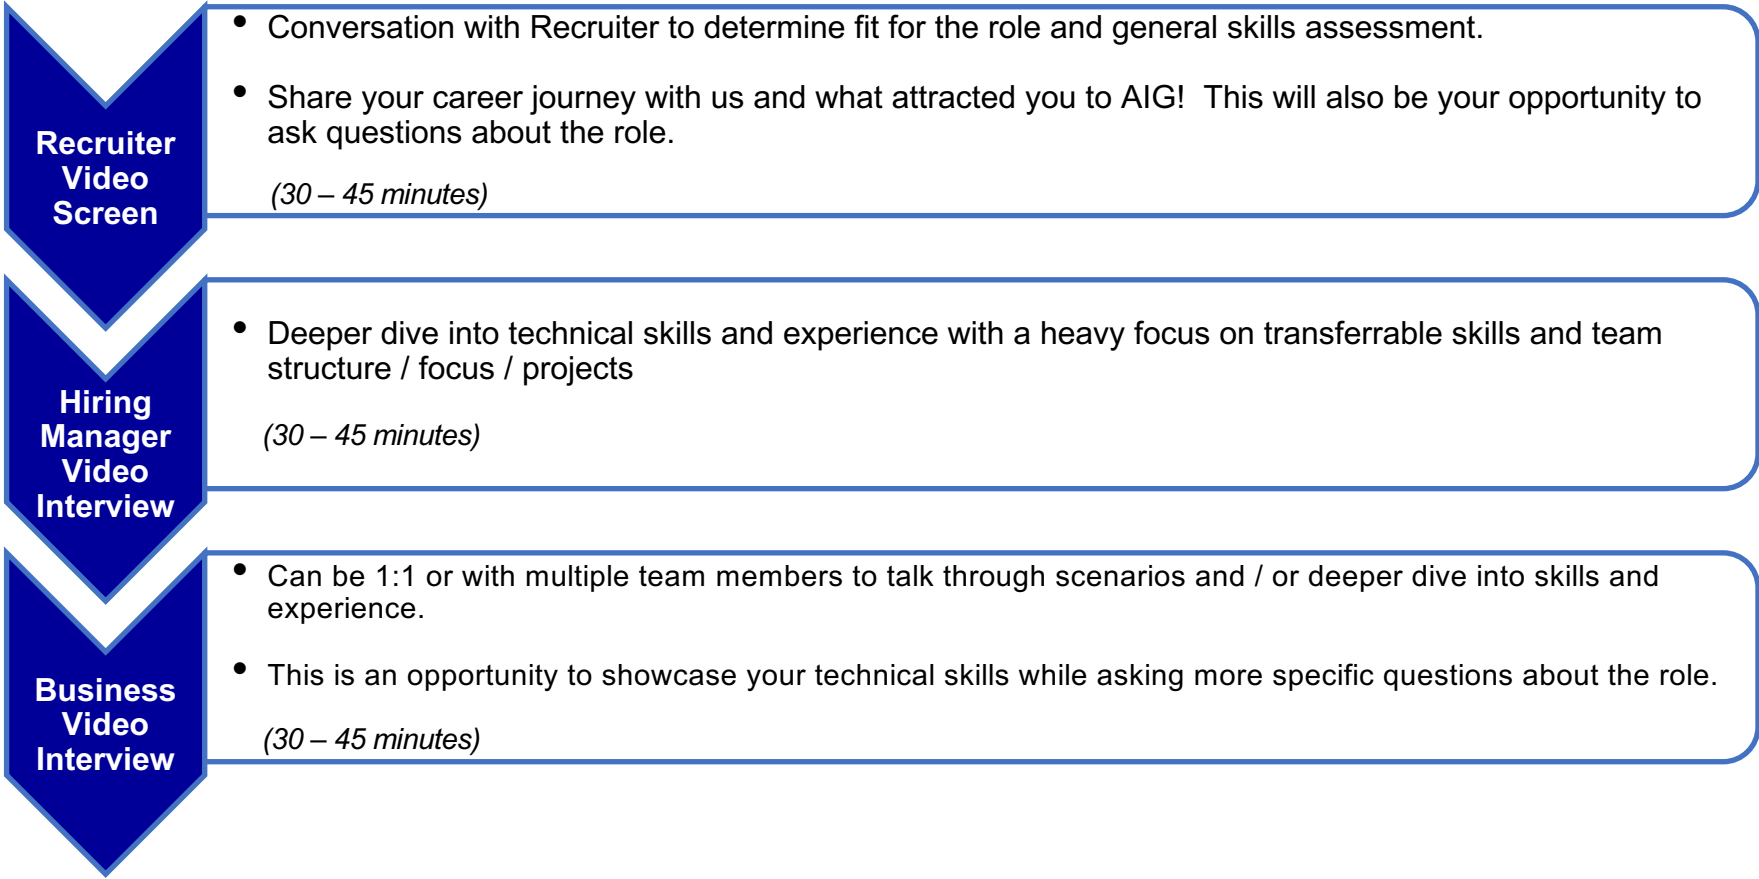 Recruiter
Video
Screen
• Conversation with Recruiter to determine fit for the role and general skills assessment.
• Share your career journey with us and what attracted you to AIG!  This will also be your opportunity to
ask questions about the role.
(30 – 45 minutes)
Hiring
Manager
Video
Interview
• Deeper dive into technical skills and experience with a heavy focus on transferrable skills and team
structure / focus / projects
(30 – 45 minutes)
Business
Video
Interview
• Can be 1:1 or with multiple team members to talk through scenarios and / or deeper dive into skills and
experience.
• This is an opportunity to showcase your technical skills while asking more specific questions about the role.
(30 – 45 minutes)